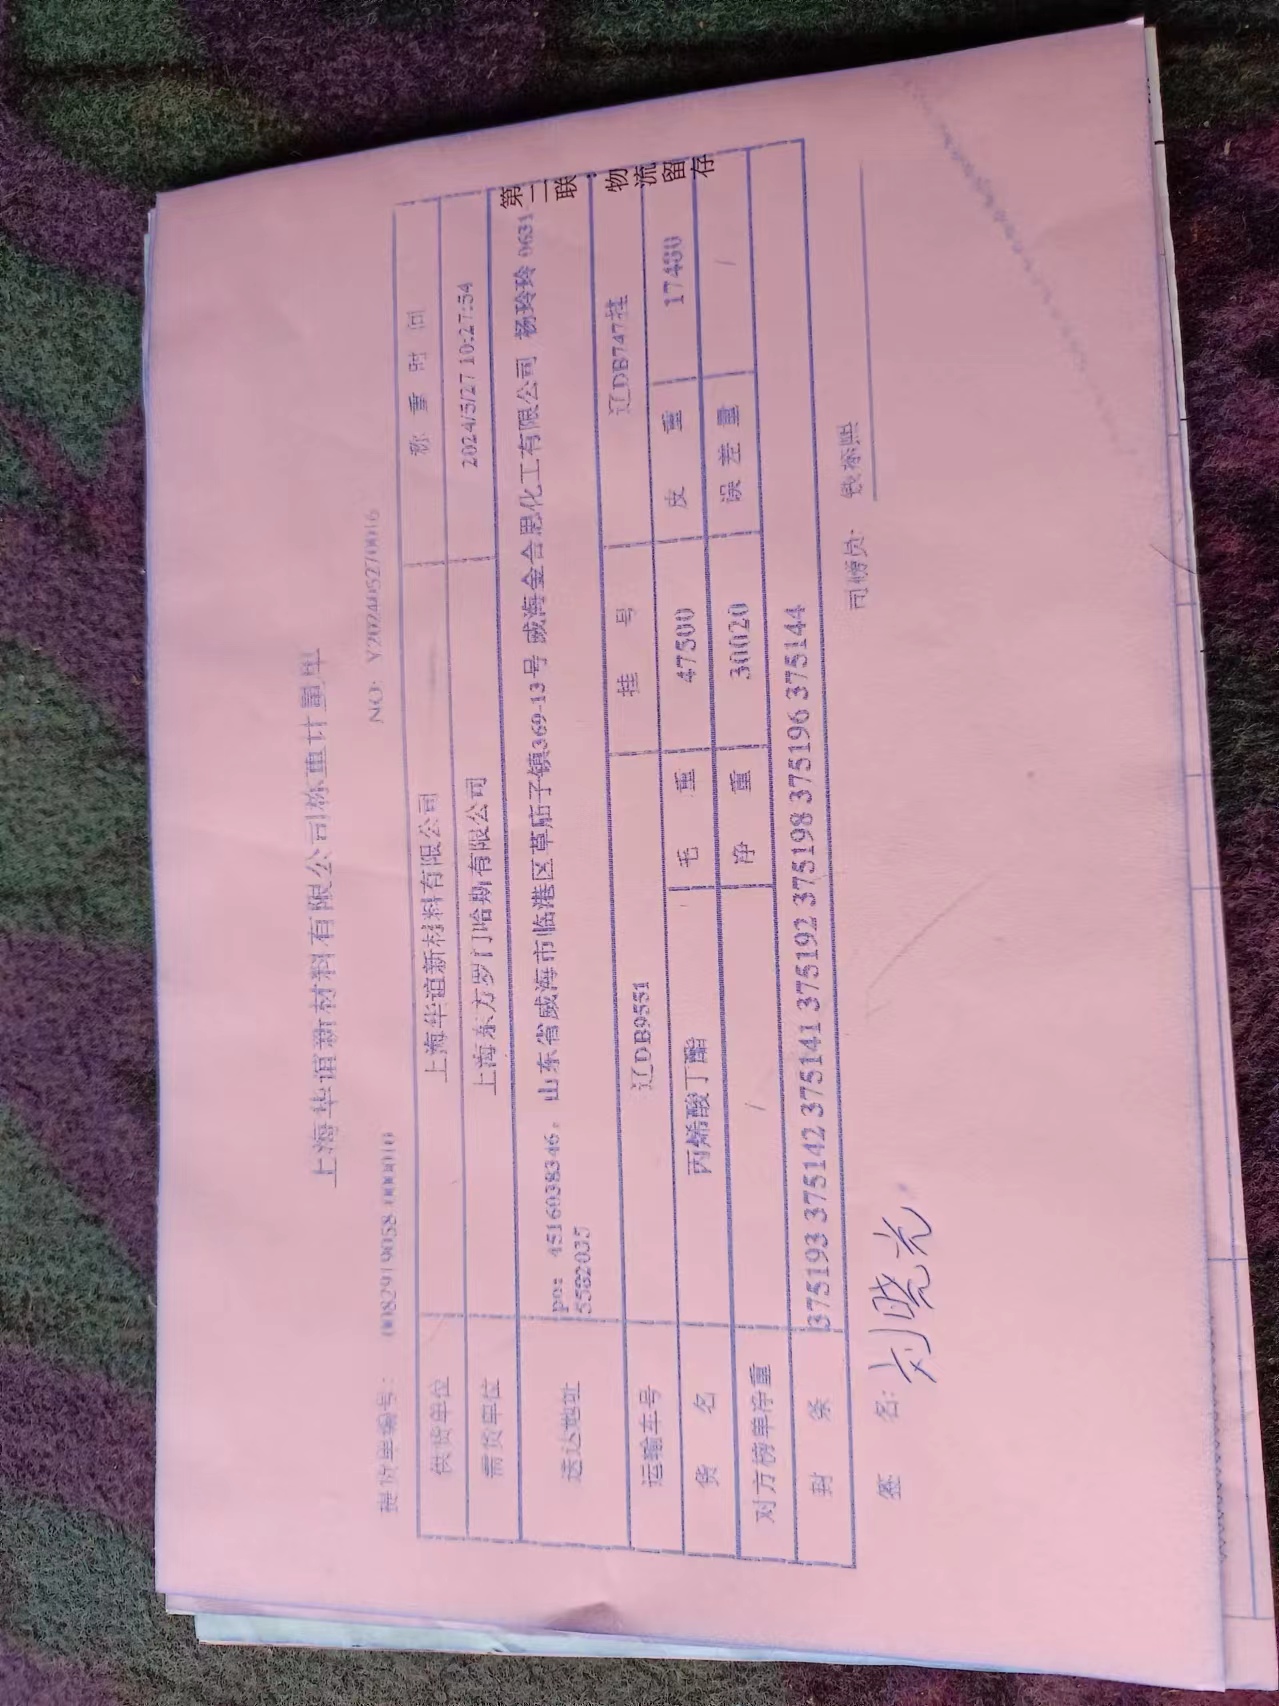 上海华谊新材料有限公司称重计量单
提货单编号: 0082919058 000010 NO: Y202405270016
供货单位 上海华谊新材料有限公司 称重时间
需货单位 上海东方罗门哈斯有限公司 2024/5/27 10:27:54
送达地址 po: 4516038346, 山东省威海市临港区草庙子镇369-13号 威海金合思化工有限公司 杨玲玲 0631
5582035
运输车号 辽DB9551 挂号 辽DB747挂
货名 丙烯酸丁酯 毛重 47500 皮重 17480
对方榜单净重 / 净重 30020 误差量 /
封条 375193 375142 375141 375192 375198 375196 375144
签名: 刘晓光 司榜员:
第二联:物流留存